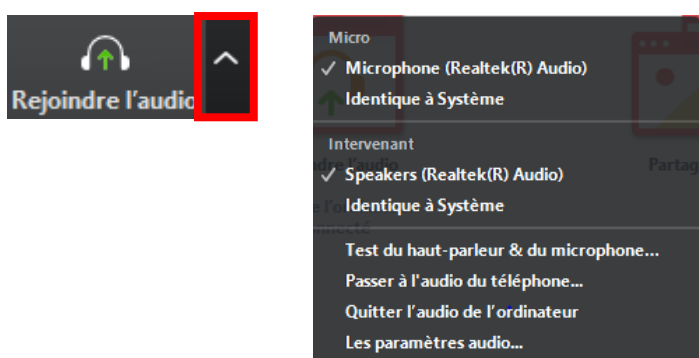 Rejoindre l'audio
Micro
Microphone (Realtek(R) Audio)
Identique à Système
Intervenant
Speakers (Realtek(R) Audio)
Identique à Système
Test du haut-parleur & du microphone...
Passer à l'audio du téléphone...
Quitter l'audio de l'ordinateur
Les paramètres audio...
Partag